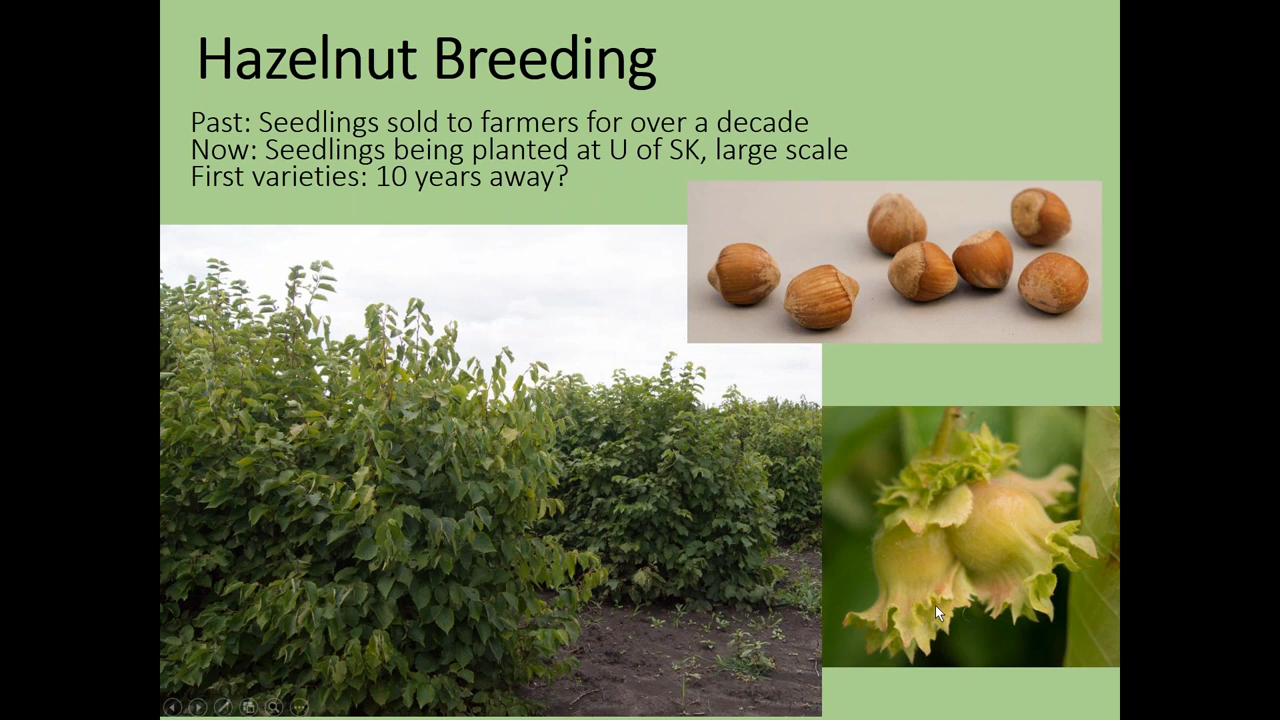 Hazelnut Breeding
Past: Seedlings sold to farmers for over a decade
Now: Seedlings being planted at U of SK, large scale
First varieties: 10 years away?